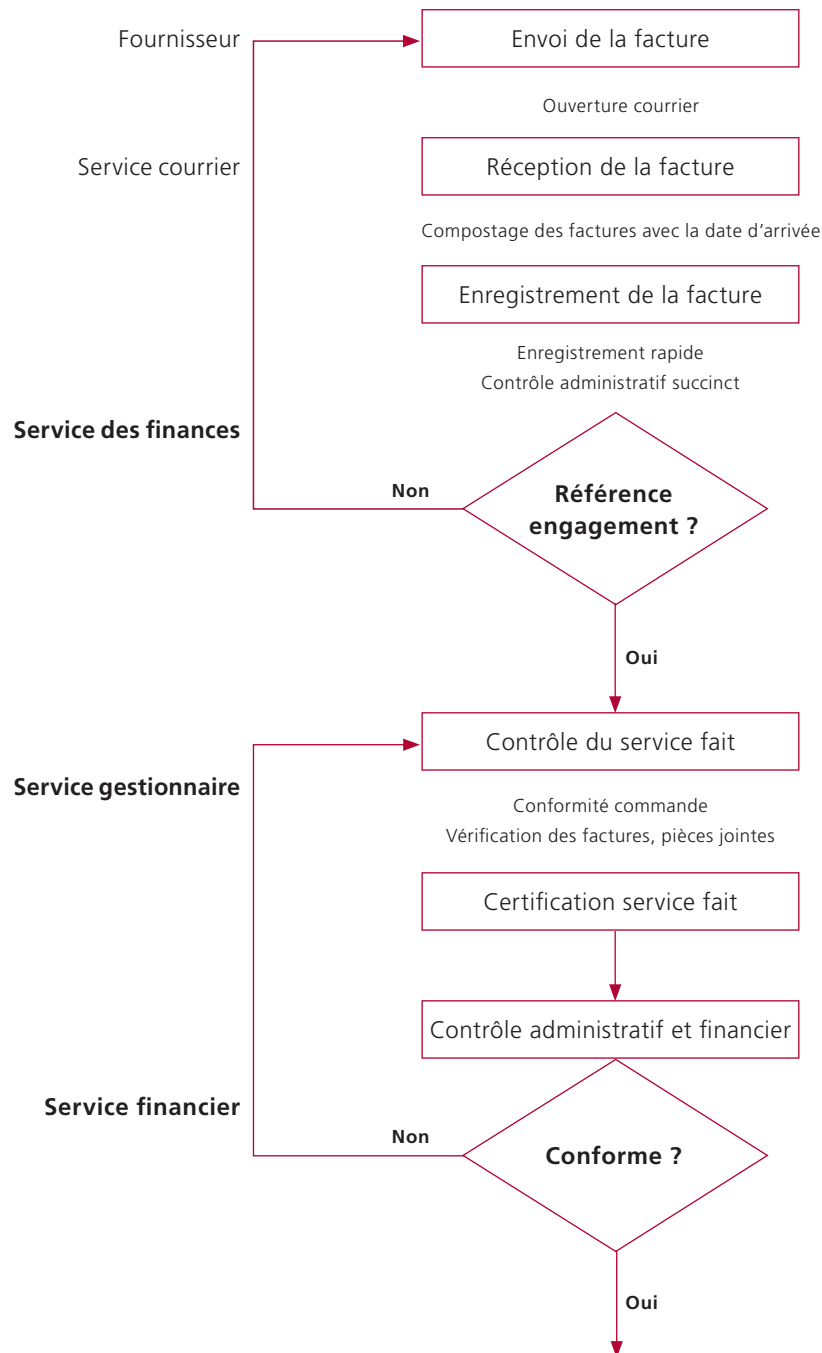 Fournisseur
Envoi de la facture
Ouverture courrier
Service courrier
Réception de la facture
Compostage des factures avec la date d’arrivée
Enregistrement de la facture
Enregistrement rapide
Contrôle administratif succinct
Service des finances
Non
Référence
engagement ?
Oui
Contrôle du service fait
Service gestionnaire
Conformité commande
Vérification des factures, pièces jointes
Certification service fait
Contrôle administratif et financier
Service financier
Non
Conforme ?
Oui